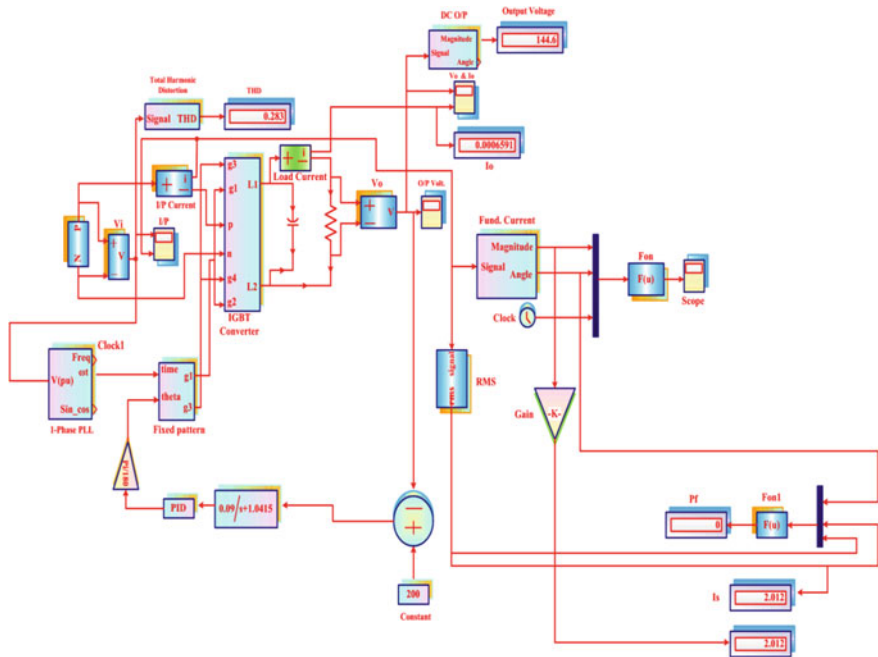 DC O/P
Output Voltage
Magnitude
Signal
Angle
144.6
Vo & Io
Total Harmonic
Distortion
THD
Signal THD
0.283
0.0006591
Io
Load Current
I/P Current
g3
g1
L1
p
n
g4
g2
L2
IGBT
Converter
Vo
O/P Volt.
V
Vi
I/P
V
P
N
Fund. Current
Magnitude
Signal
Angle
Fon
F(u)
Scope
Clock
Clock1
Freq
V(pu)
Sin_cos
1-Phase PLL
time
theta
g1
g3
Fixed pattern
signal
rms
RMS
Gain
-K-
PID
0.09/s+1.0415
200
Constant
Pf
0
Fon1
F(u)
Is
2.012
2.012